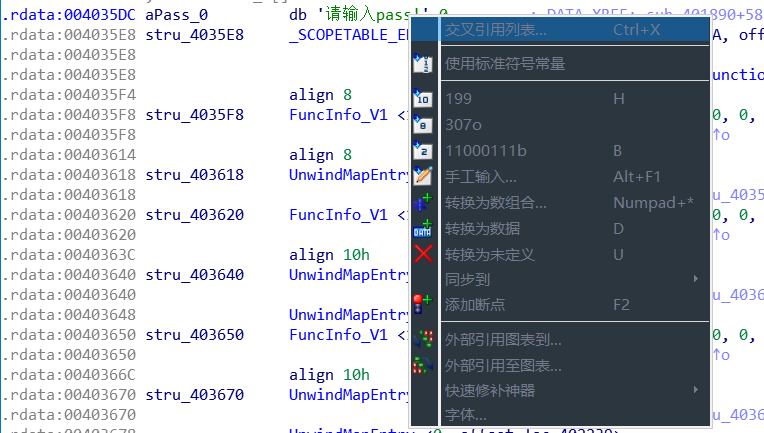 .rdata:004035DC aPass_0 db '请输入pass!',0 ; DATA XREF: sub_401890+58
.rdata:004035E8 stru_4035E8 _SCOPETABLE_E A, off
.rdata:004035E8
.rdata:004035E8 unctio
.rdata:004035F4 align 8
.rdata:004035F8 stru_4035F8 FuncInfo_V1 < 0, 0,
.rdata:004035F8 ↑o
.rdata:00403614 align 8
.rdata:00403618 stru_403618 UnwindMapEntry u_4035
.rdata:00403620 stru_403620 FuncInfo_V1 < 0, 0,
.rdata:00403620 ↑o
.rdata:0040363C align 10h
.rdata:00403640 stru_403640 UnwindMapEntry
.rdata:00403640 u_4036
.rdata:00403648 UnwindMapEntry
.rdata:00403650 stru_403650 FuncInfo_V1 < 0, 0,
.rdata:00403650 ↑o
.rdata:0040366C align 10h
.rdata:00403670 stru_403670 UnwindMapEntry
.rdata:00403670 u_4036
.rdata:00403678 UnwindMapEntry <0, offset loc_402230>
交叉引用列表... Ctrl+X
使用标准符号常量
199 H
307o
11000111b B
手工输入... Alt+F1
转换为数组合... Numpad+*
转换为数据 D
转换为未定义 U
同步到
添加断点 F2
外部引用图表到...
外部引用至图表...
快速修补神器
字体...